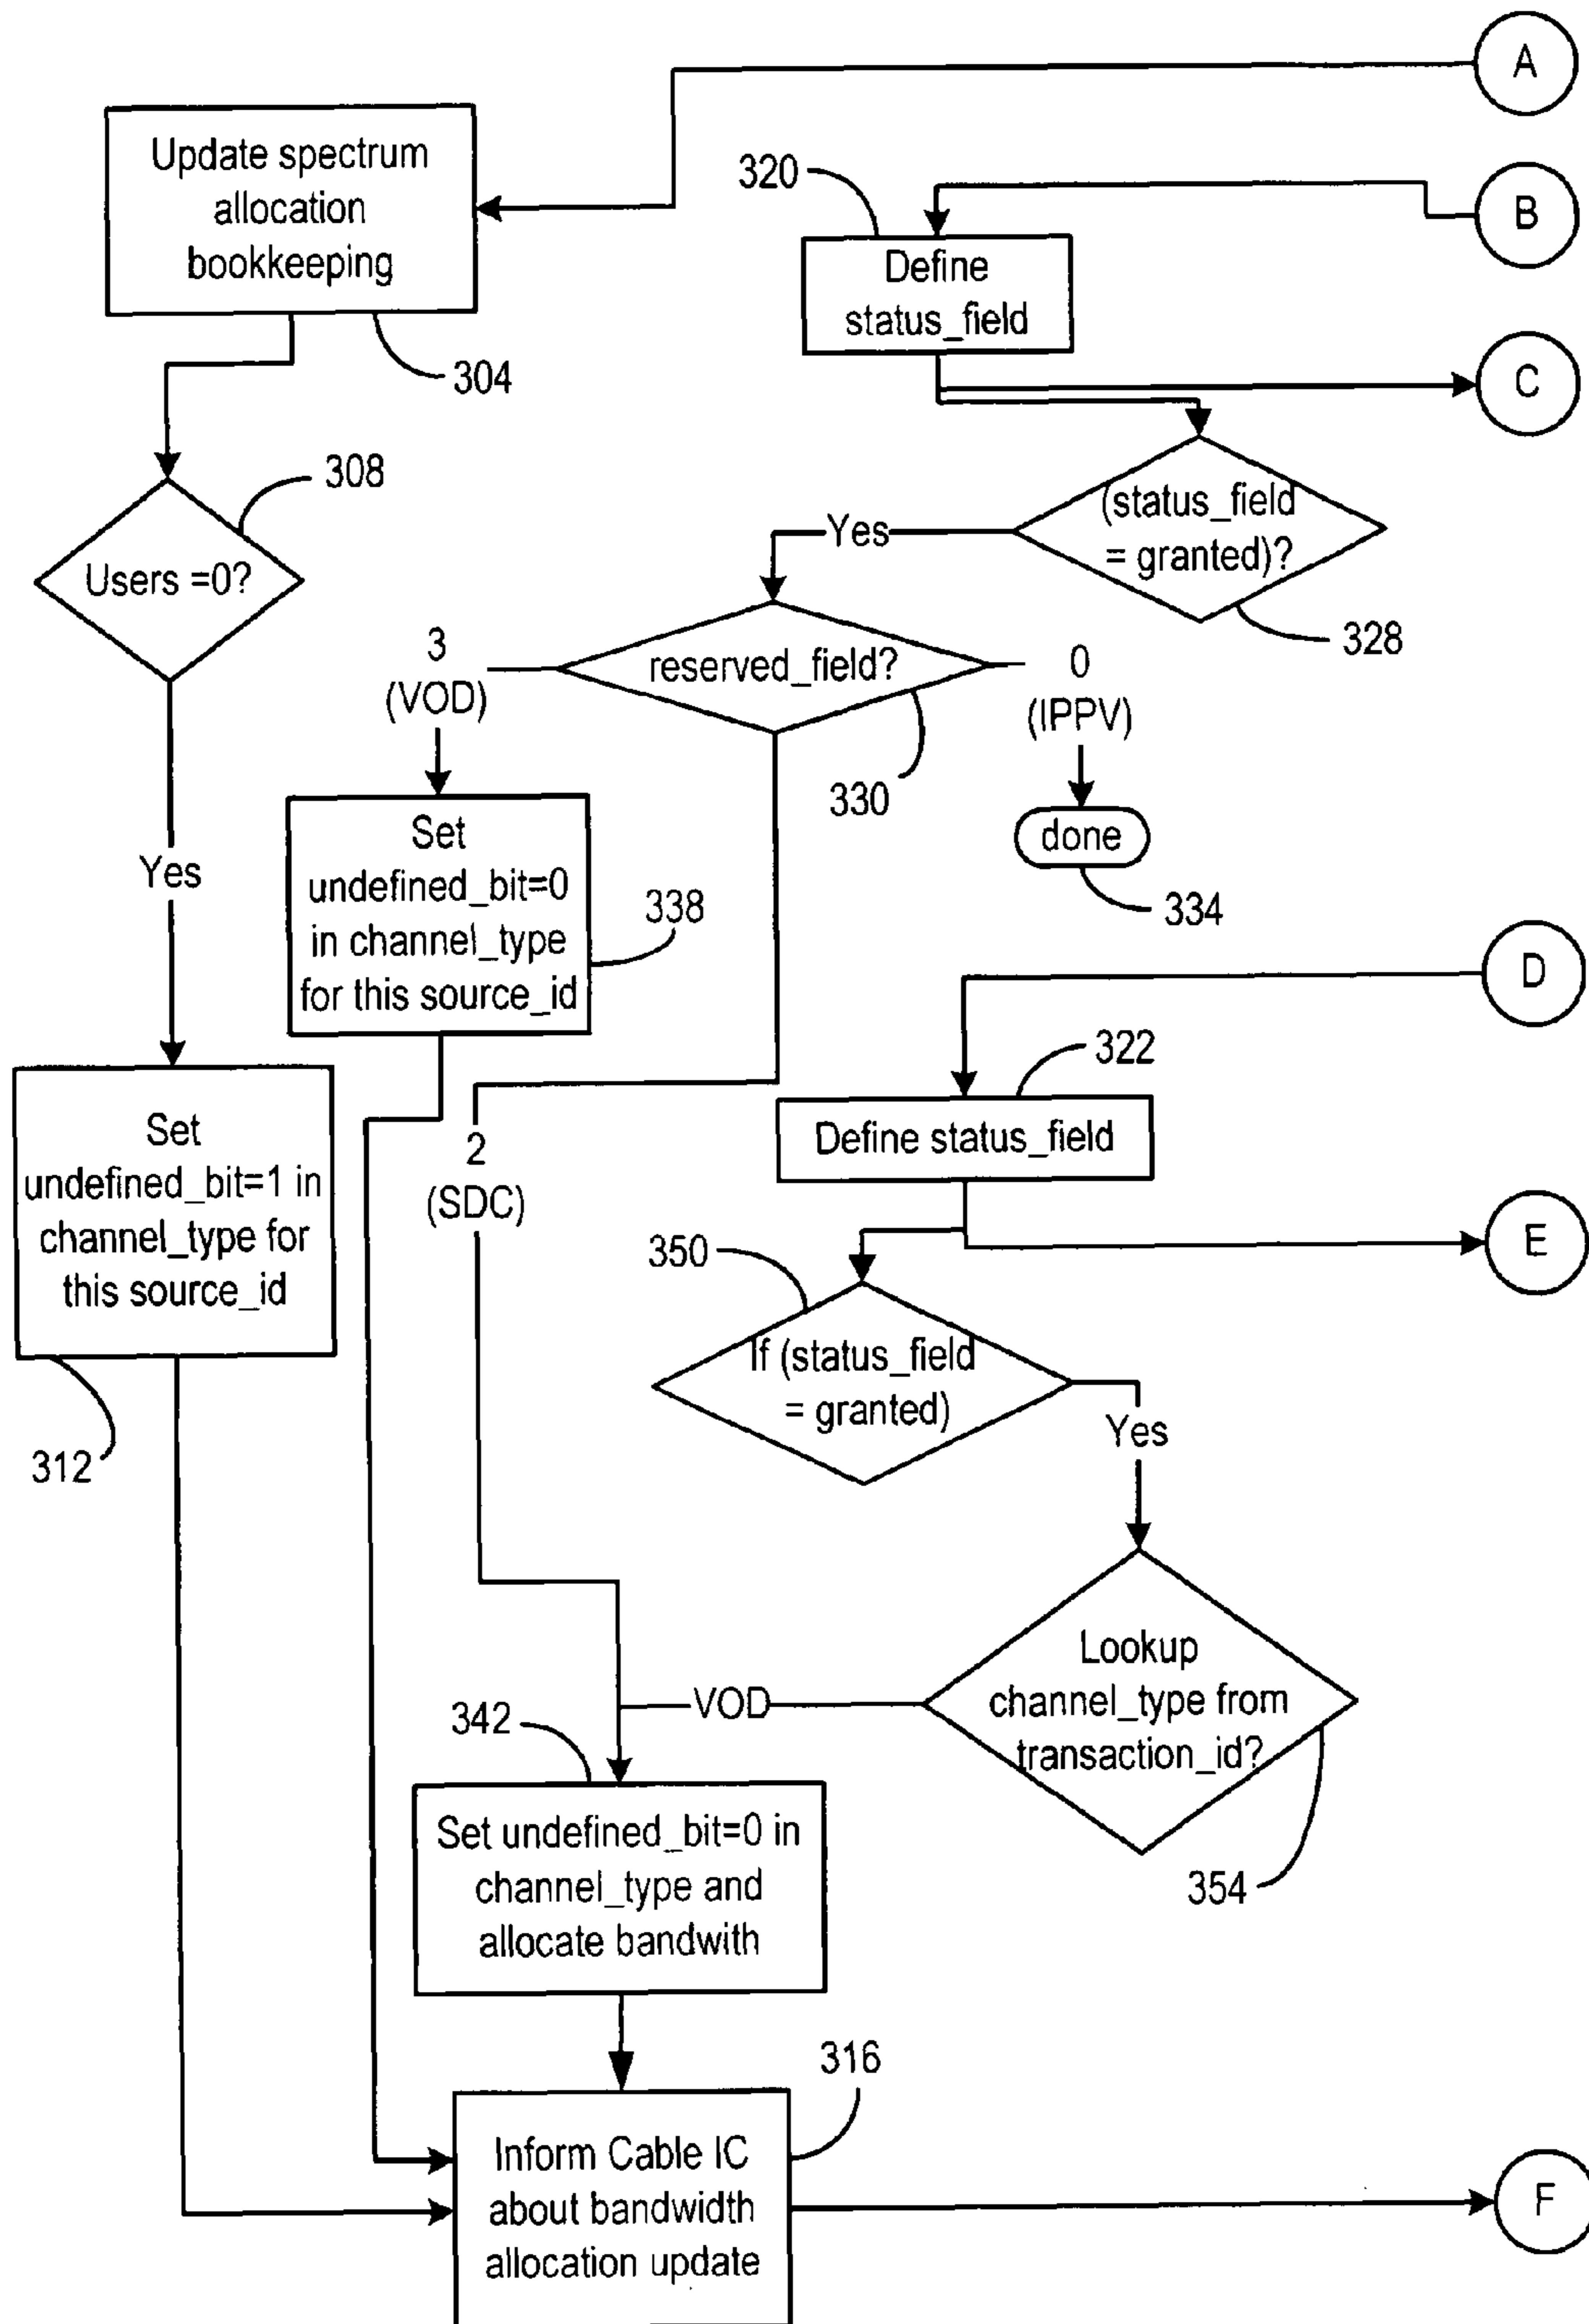 A
Update spectrum
allocation
bookkeeping
304
320
B
Define
status_field
C
308
Users =0?
(status_field
= granted)?
Yes
328
3
(VOD)
reserved_field?
0
(IPPV)
330
done
334
Set
undefined_bit=0
in channel_type
for this source_id
338
Yes
D
322
Define status_field
Set
undefined_bit=1 in
channel_type for
this source_id
312
2
(SDC)
E
350
If (status_field
= granted)
Yes
Lookup
channel_type from
transaction_id?
354
VOD
342
Set undefined_bit=0 in
channel_type and
allocate bandwith
316
Inform Cable IC
about bandwidth
allocation update
F